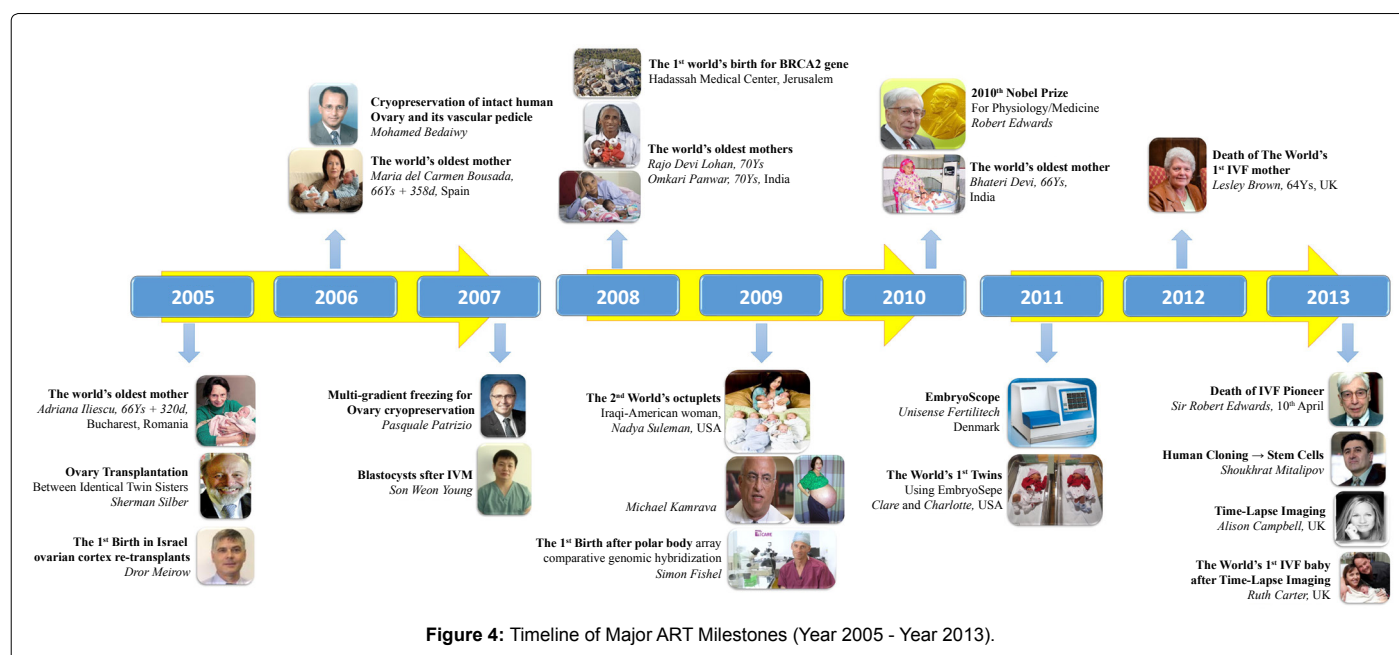 Cryopreservation of intact human
Ovary and its vascular pedicle
Mohamed Bedaiwy
The world's oldest mother
Maria del Carmen Bousada,
66Ys + 358d, Spain
The 1st world's birth for BRCA2 gene
Hadassah Medical Center, Jerusalem
The world's oldest mothers
Rajo Devi Lohan, 70Ys
Omkari Panwar, 70Ys, India
2010th Nobel Prize
For Physiology/Medicine
Robert Edwards
The world's oldest mother
Bhateri Devi, 66Ys,
India
Death of The World's
1st IVF mother
Lesley Brown, 64Ys, UK
2005
2006
2007
2008
2009
2010
2011
2012
2013
The world's oldest mother
Adriana Iliescu, 66Ys + 320d,
Bucharest, Romania
Ovary Transplantation
Between Identical Twin Sisters
Sherman Silber
The 1st Birth in Israel
ovarian cortex re-transplants
Dror Meirow
Multi-gradient freezing for
Ovary cryopreservation
Pasquale Patrizio
Blastocysts sfter IVM
Son Weon Young
The 2nd World's octuplets
Iraqi-American woman,
Nadya Suleman, USA
Michael Kamrava
The 1st Birth after polar body array
comparative genomic hybridization
Simon Fishel
EmbryoScope
Unisense Fertilitech
Denmark
The World's 1st Twins
Using EmbryoSepe
Clare and Charlotte, USA
Death of IVF Pioneer
Sir Robert Edwards, 10th April
Human Cloning → Stem Cells
Shoukhrat Mitalipov
Time-Lapse Imaging
Alison Campbell, UK
The World's 1st IVF baby
after Time-Lapse Imaging
Ruth Carter, UK
Figure 4: Timeline of Major ART Milestones (Year 2005 - Year 2013).